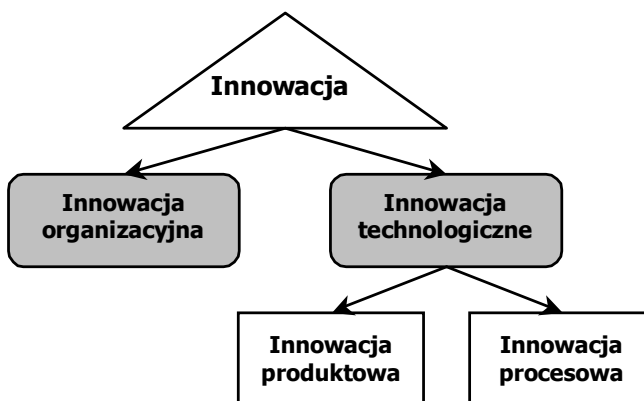 Innowacja
Innowacja
organizacyjna
Innowacja
technologiczne
Innowacja
produktowa
Innowacja
procesowa